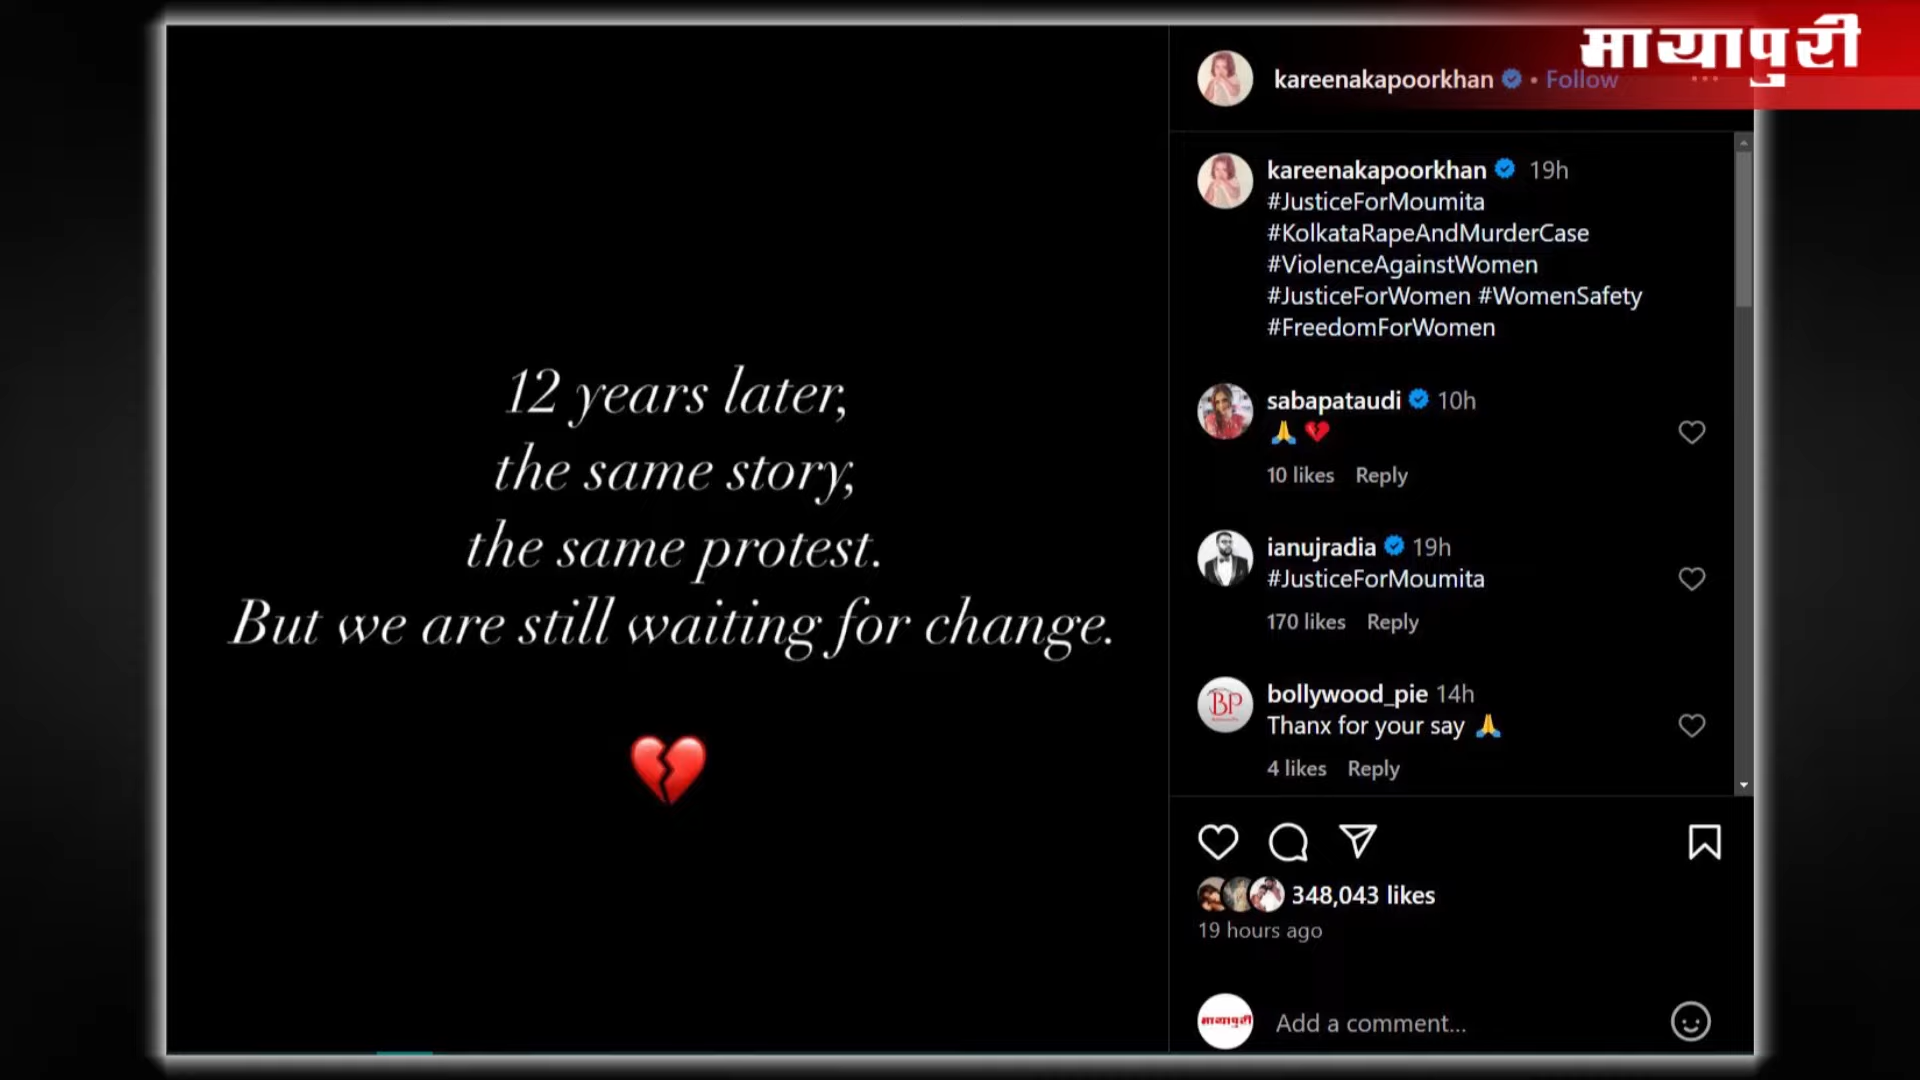 मायापुरी
kareenakapoorkhan • Follow
kareenakapoorkhan 19h
#JusticeForMoumita
#KolkataRapeAndMurderCase
#ViolenceAgainstWomen
#JusticeForWomen #WomenSafety
#FreedomForWomen
12 years later,
the same story,
the same protest.
But we are still waiting for change.
sabapataudi 10h
🙏 💔
10 likes Reply
ianujradia 19h
#JusticeForMoumita
170 likes Reply
BP
bollywood_pie 14h
Thanx for your say 🙏
4 likes Reply
348,043 likes
19 hours ago
मायापुरी
Add a comment...